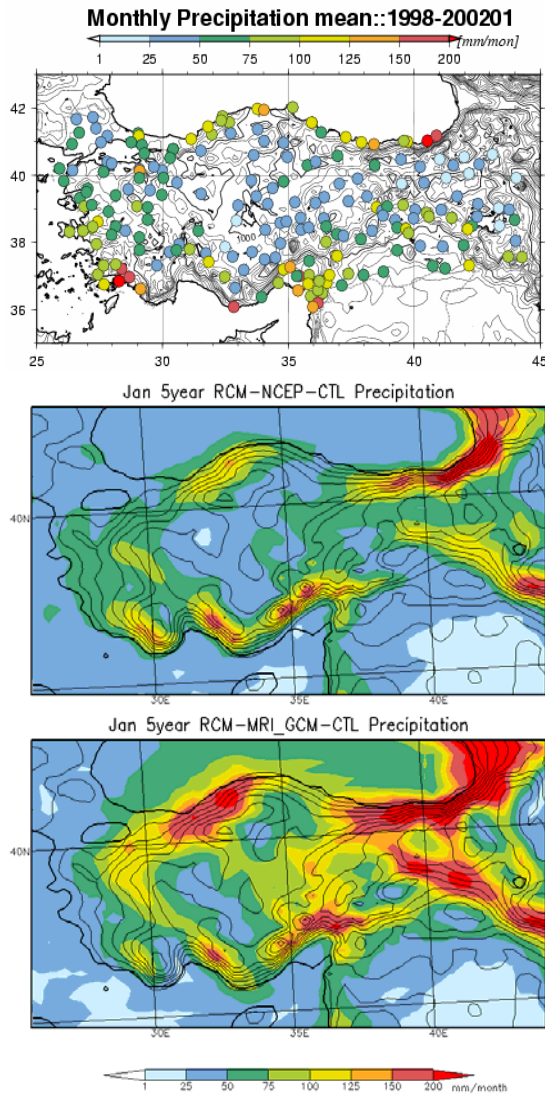 Monthly Precipitation mean::1998-200201
[mm/mon]
1 25 50 75 100 125 150 200
42
40
38
36
1000
25 30 35 40 45
Jan 5year RCM-NCEP-CTL Precipitation
40N
30E 35E 40E
Jan 5year RCM-MRI_GCM-CTL Precipitation
40N
30E 35E 40E
1 25 50 75 100 125 150 200 mm/month